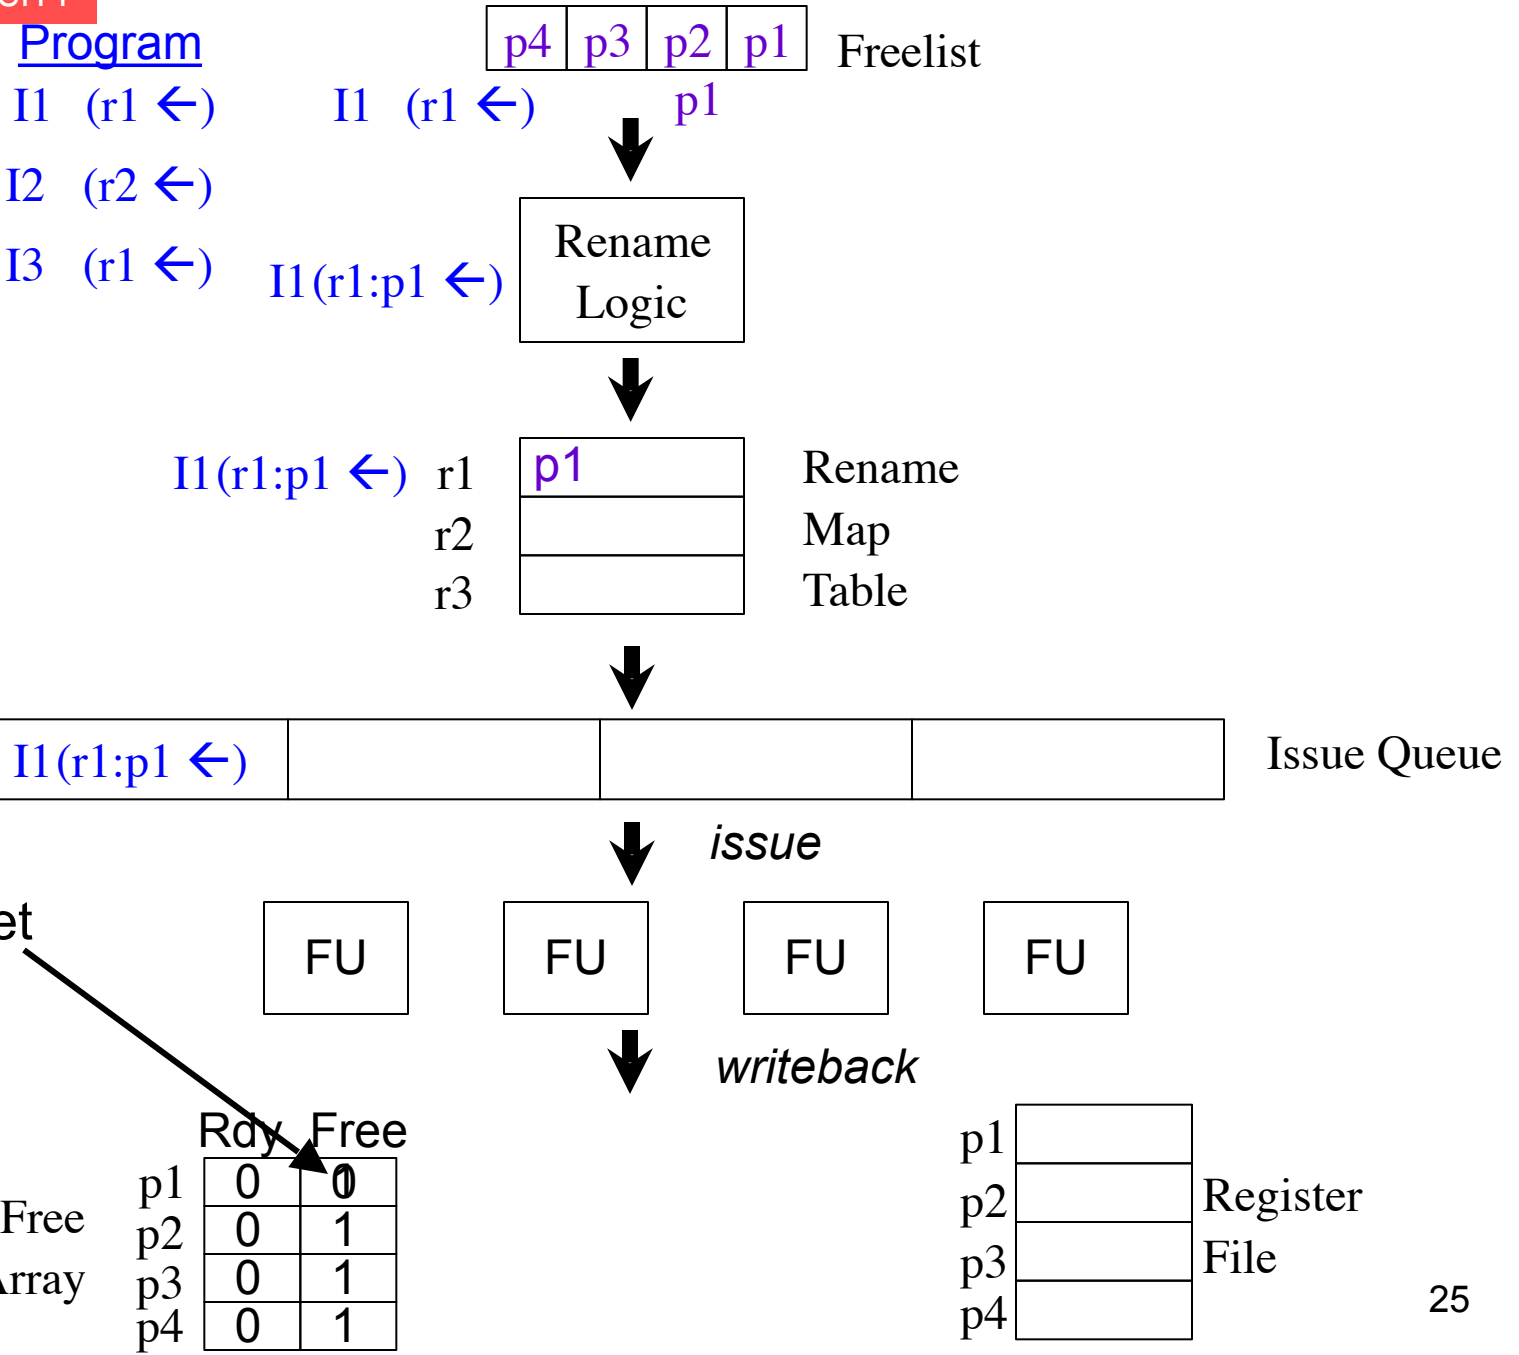 Program
p4 p3 p2 p1 Freelist
I1 (r1 ←) I1 (r1 ←) p1
I2 (r2 ←)
I3 (r1 ←)
I1(r1:p1 ←)
Rename
Logic
I1(r1:p1 ←) r1 p1
r2
r3
Rename
Map
Table
I1(r1:p1 ←) Issue Queue
issue
FU FU FU FU
writeback
Rdy Free
p1 0
p2 0 1
p3 0 1
p4 0 1
Free
p1
p2
p3
p4
Register
File
25